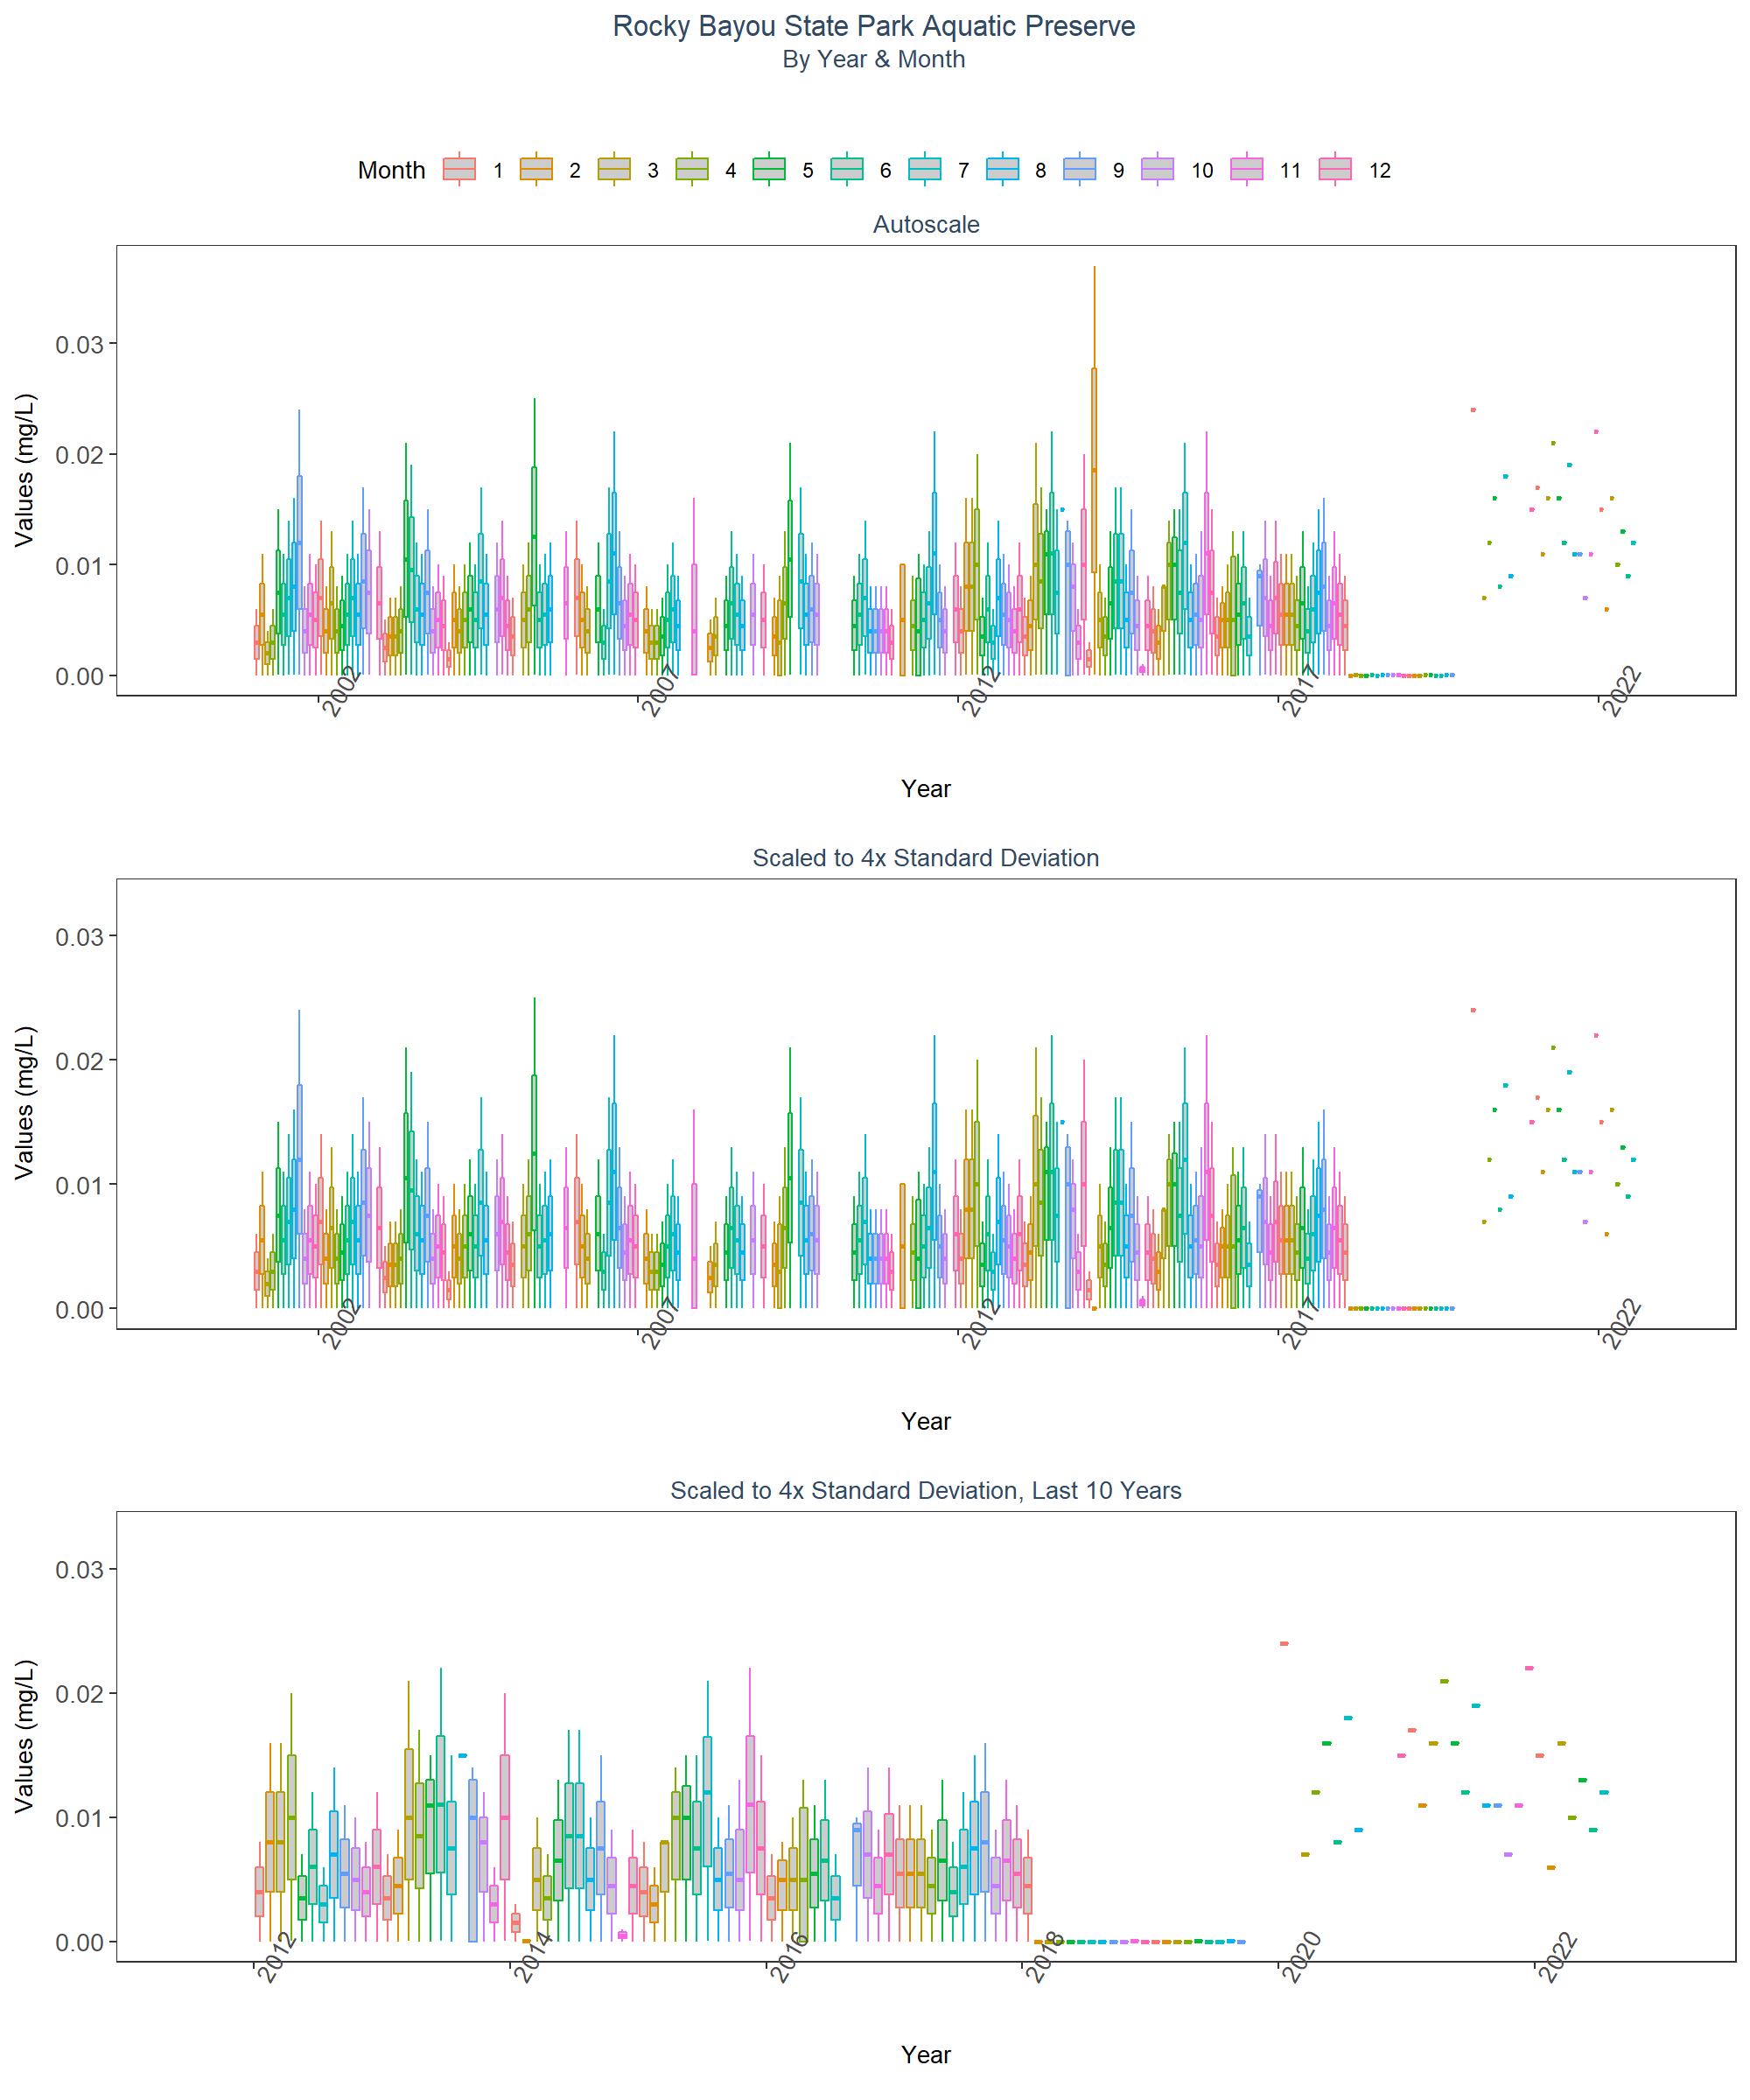 Rocky Bayou State Park Aquatic Preserve
By Year & Month
Month 1 2 3 4 5 6 7 8 9 10 11 12
Autoscale
Values (mg/L)
0.03
0.02
0.01
0.00
2002 2007 2012 2017 2022
Year
Scaled to 4x Standard Deviation
Values (mg/L)
0.03
0.02
0.01
0.00
2002 2007 2012 2017 2022
Year
Scaled to 4x Standard Deviation, Last 10 Years
Values (mg/L)
0.03
0.02
0.01
0.00
2012 2014 2016 2018 2020 2022
Year